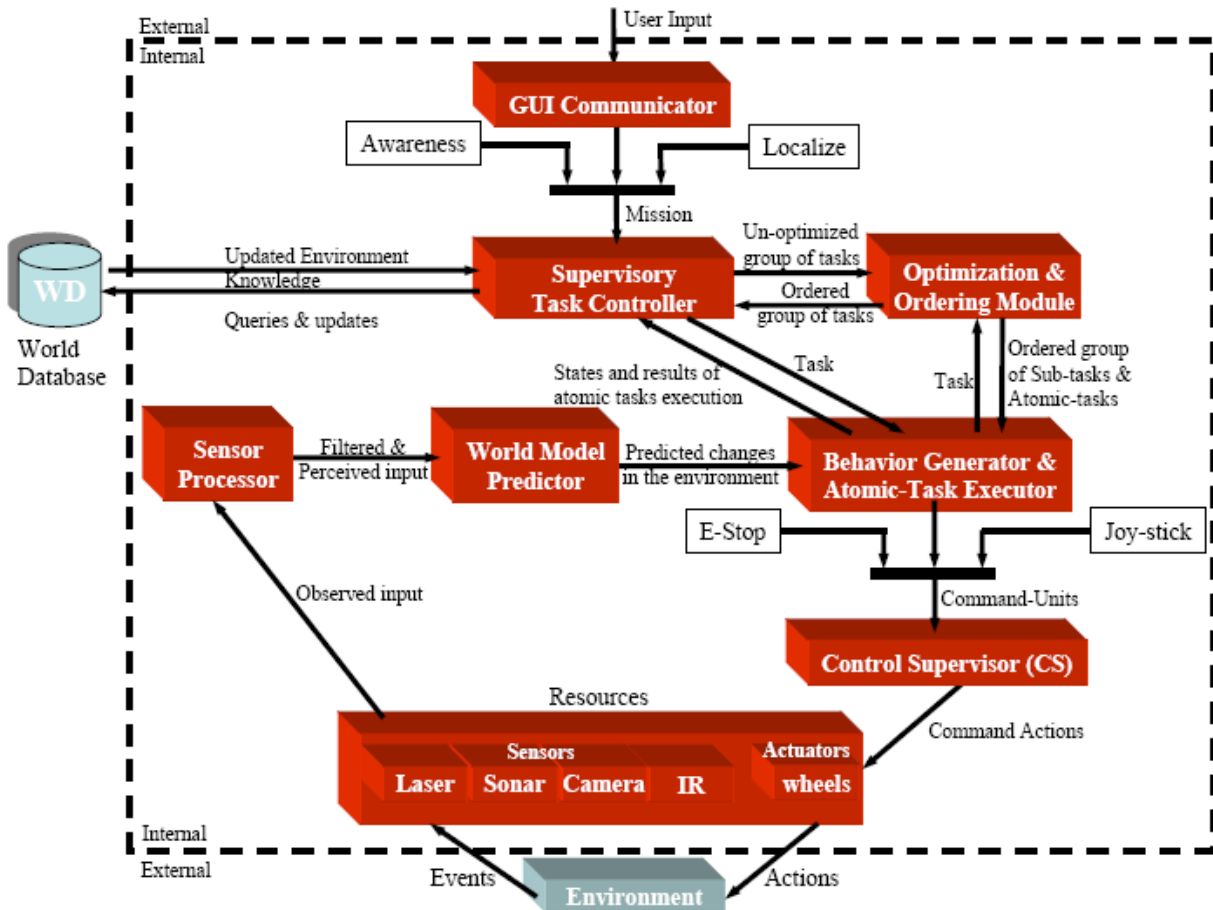 User Input
External
Internal
GUI Communicator
Awareness
Localize
Mission
Updated Environment
Knowledge
Queries & updates
WD
World
Database
Supervisory
Task Controller
Un-optimized
group of tasks
Ordered
group of tasks
Optimization &
Ordering Module
States and results of
atomic tasks execution
Task
Task
Ordered group
of Sub-tasks &
Atomic-tasks
Sensor
Processor
Filtered &
Perceived input
World Model
Predictor
Predicted changes
in the environment
Behavior Generator &
Atomic-Task Executor
E-Stop
Joy-stick
Command-Units
Observed input
Control Supervisor (CS)
Resources
Command Actions
Sensors
Actuators
Laser
Sonar
Camera
IR
wheels
Internal
External
Events
Environment
Actions